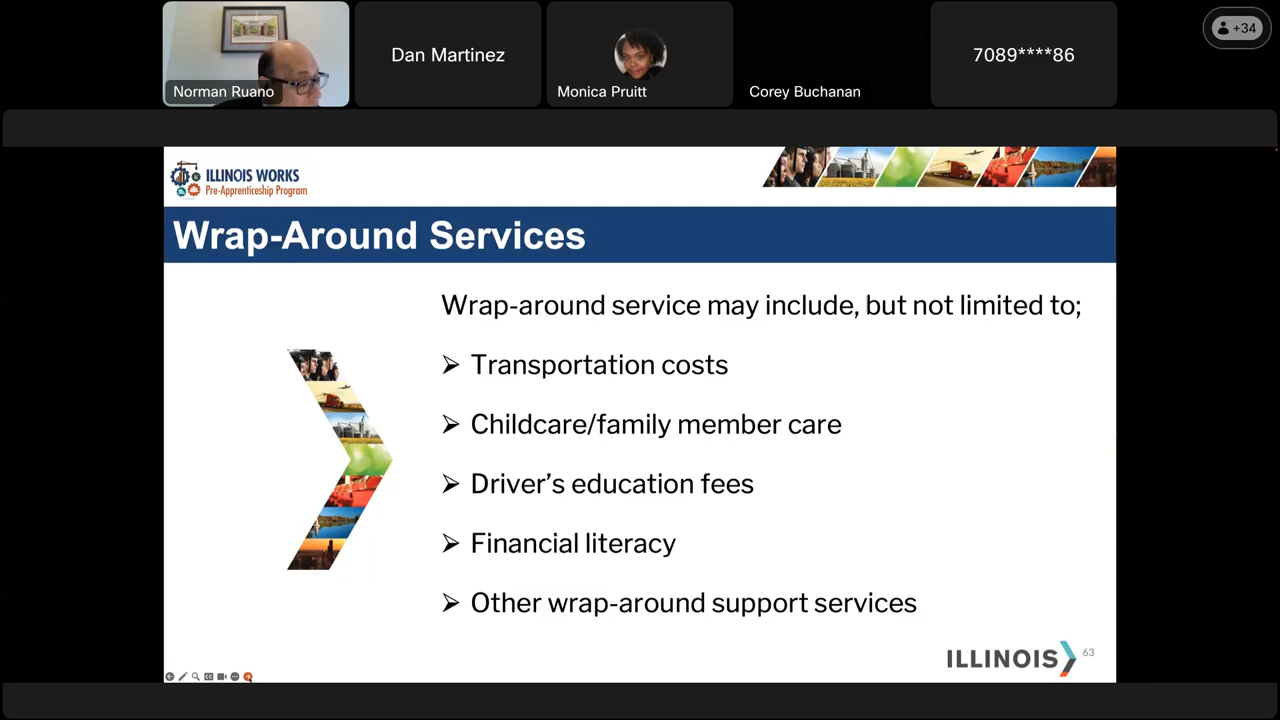 Norman Ruano
Dan Martinez
Monica Pruitt
Corey Buchanan
7089****86
+34
ILLINOIS WORKS
Pre-Apprenticeship Program
Wrap-Around Services
Wrap-around service may include, but not limited to;
➢ Transportation costs
➢ Childcare/family member care
➢ Driver’s education fees
➢ Financial literacy
➢ Other wrap-around support services
ILLINOIS
63